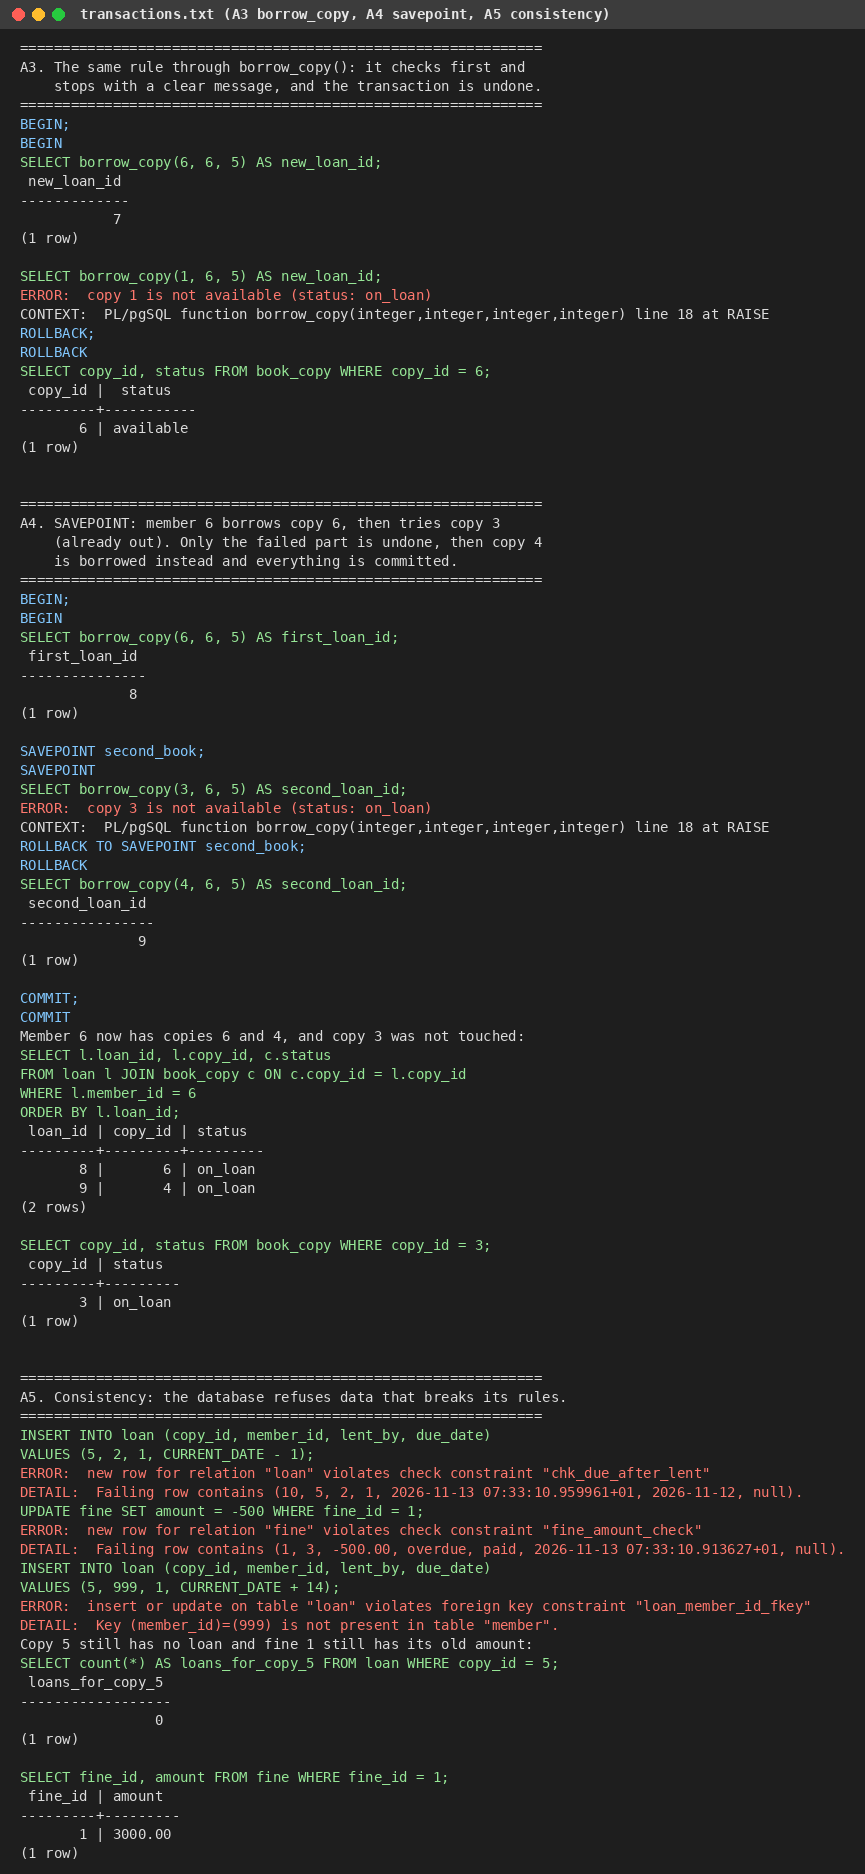 transactions.txt (A3 borrow_copy, A4 savepoint, A5 consistency)
==============================================================
A3. The same rule through borrow_copy(): it checks first and
    stops with a clear message, and the transaction is undone.
==============================================================
BEGIN;
BEGIN
SELECT borrow_copy(6, 6, 5) AS new_loan_id;
 new_loan_id
-------------
           7
(1 row)

SELECT borrow_copy(1, 6, 5) AS new_loan_id;
ERROR:  copy 1 is not available (status: on_loan)
CONTEXT:  PL/pgSQL function borrow_copy(integer,integer,integer,integer) line 18 at RAISE
ROLLBACK;
ROLLBACK
SELECT copy_id, status FROM book_copy WHERE copy_id = 6;
 copy_id |  status
---------+-----------
       6 | available
(1 row)


==============================================================
A4. SAVEPOINT: member 6 borrows copy 6, then tries copy 3
    (already out). Only the failed part is undone, then copy 4
    is borrowed instead and everything is committed.
==============================================================
BEGIN;
BEGIN
SELECT borrow_copy(6, 6, 5) AS first_loan_id;
 first_loan_id
---------------
             8
(1 row)

SAVEPOINT second_book;
SAVEPOINT
SELECT borrow_copy(3, 6, 5) AS second_loan_id;
ERROR:  copy 3 is not available (status: on_loan)
CONTEXT:  PL/pgSQL function borrow_copy(integer,integer,integer,integer) line 18 at RAISE
ROLLBACK TO SAVEPOINT second_book;
ROLLBACK
SELECT borrow_copy(4, 6, 5) AS second_loan_id;
 second_loan_id
----------------
              9
(1 row)

COMMIT;
COMMIT
Member 6 now has copies 6 and 4, and copy 3 was not touched:
SELECT l.loan_id, l.copy_id, c.status
FROM loan l JOIN book_copy c ON c.copy_id = l.copy_id
WHERE l.member_id = 6
ORDER BY l.loan_id;
 loan_id | copy_id | status
---------+---------+---------
       8 |       6 | on_loan
       9 |       4 | on_loan
(2 rows)

SELECT copy_id, status FROM book_copy WHERE copy_id = 3;
 copy_id | status
---------+---------
       3 | on_loan
(1 row)


==============================================================
A5. Consistency: the database refuses data that breaks its rules.
==============================================================
INSERT INTO loan (copy_id, member_id, lent_by, due_date)
VALUES (5, 2, 1, CURRENT_DATE - 1);
ERROR:  new row for relation "loan" violates check constraint "chk_due_after_lent"
DETAIL:  Failing row contains (10, 5, 2, 1, 2026-11-13 07:33:10.959961+01, 2026-11-12, null).
UPDATE fine SET amount = -500 WHERE fine_id = 1;
ERROR:  new row for relation "fine" violates check constraint "fine_amount_check"
DETAIL:  Failing row contains (1, 3, -500.00, overdue, paid, 2026-11-13 07:33:10.913627+01, null).
INSERT INTO loan (copy_id, member_id, lent_by, due_date)
VALUES (5, 999, 1, CURRENT_DATE + 14);
ERROR:  insert or update on table "loan" violates foreign key constraint "loan_member_id_fkey"
DETAIL:  Key (member_id)=(999) is not present in table "member".
Copy 5 still has no loan and fine 1 still has its old amount:
SELECT count(*) AS loans_for_copy_5 FROM loan WHERE copy_id = 5;
 loans_for_copy_5
------------------
                0
(1 row)

SELECT fine_id, amount FROM fine WHERE fine_id = 1;
 fine_id | amount
---------+---------
       1 | 3000.00
(1 row)